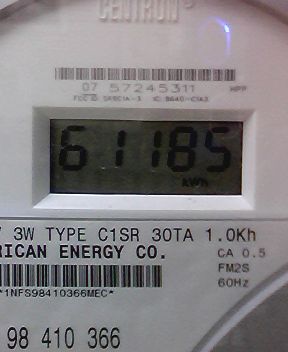 CENTRON
07 57245311 HPP
61185
kWh
3W TYPE C1SR 30TA 1.0Kh
RICAN ENERGY CO. CA 0.5
FM2S
*1NFS98410366MEC* 60Hz
98 410 366